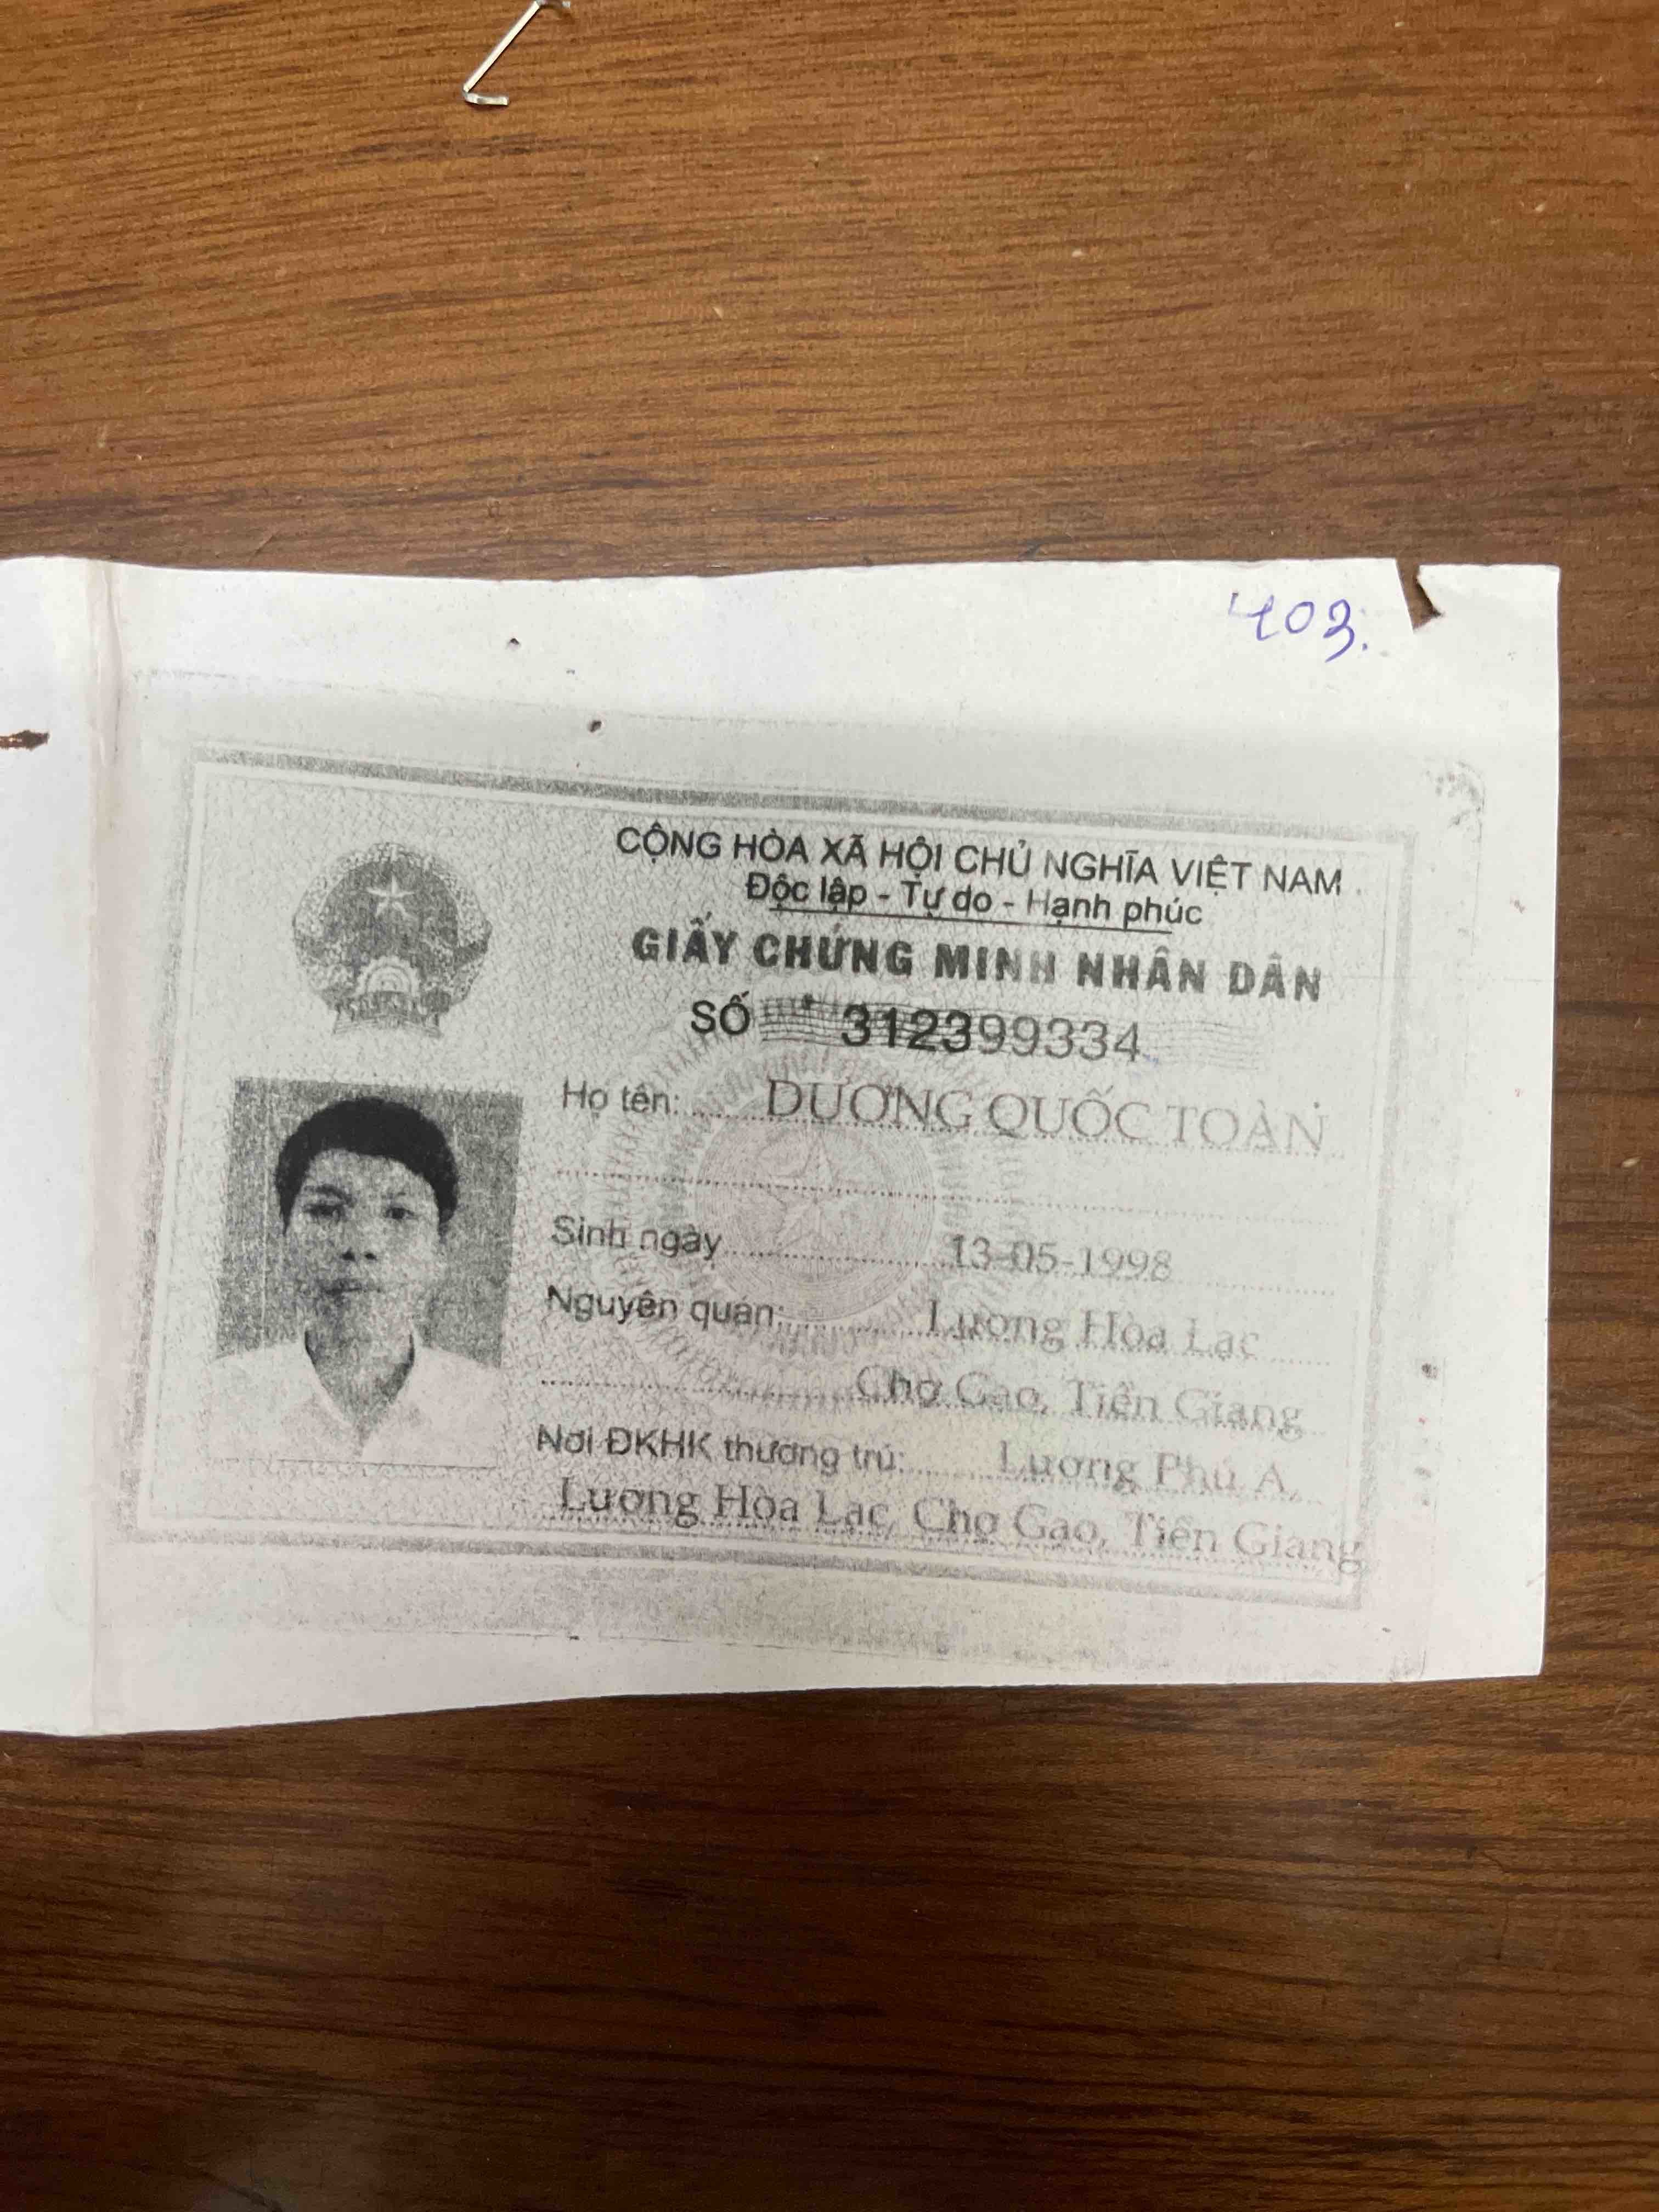 403.
CỘNG HÒA XÃ HỘI CHỦ NGHĨA VIỆT NAM
Độc lập - Tự do - Hạnh phúc
GIẤY CHỨNG MINH NHÂN DÂN
SỐ 312399334
Họ tên: DƯƠNG QUỐC TOÀN
Sinh ngày 13-05-1998
Nguyên quán: Lương Hòa Lạc
Chợ Gạo, Tiền Giang
Nơi ĐKHK thường trú: Lương Phú A,
Lương Hòa Lạc, Chợ Gạo, Tiền Giang